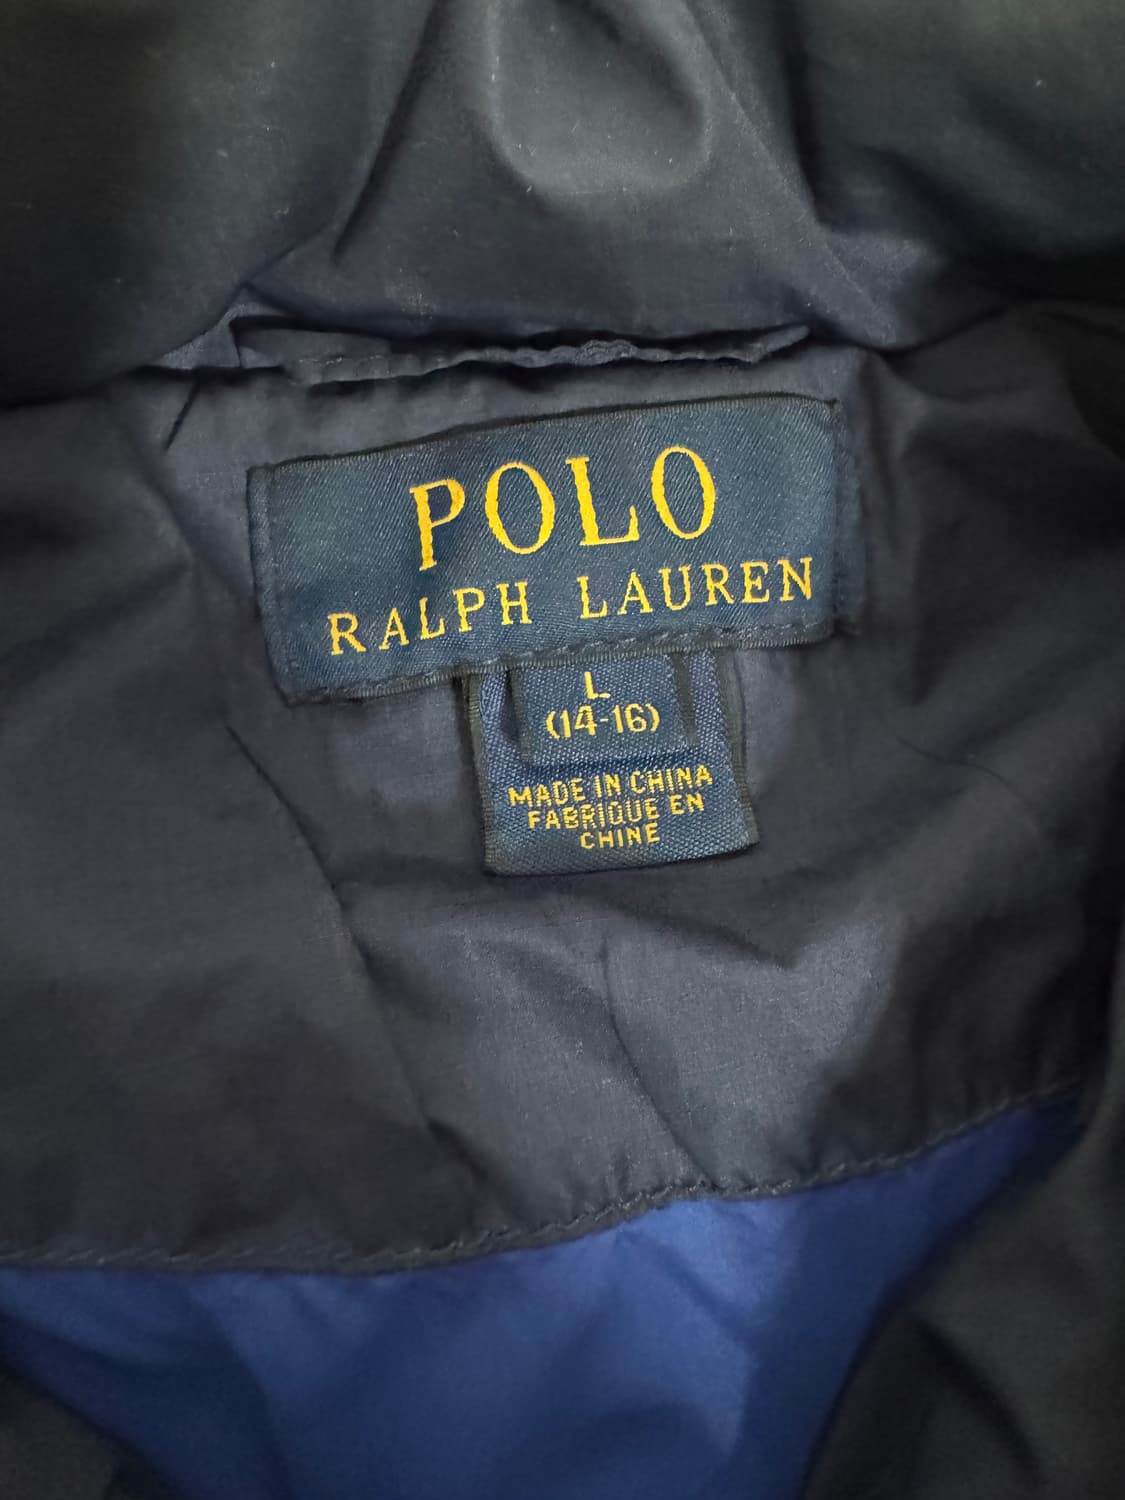 POLO
RALPH LAUREN
L
(14-16)
MADE IN CHINA
FABRIQUE EN
CHINE